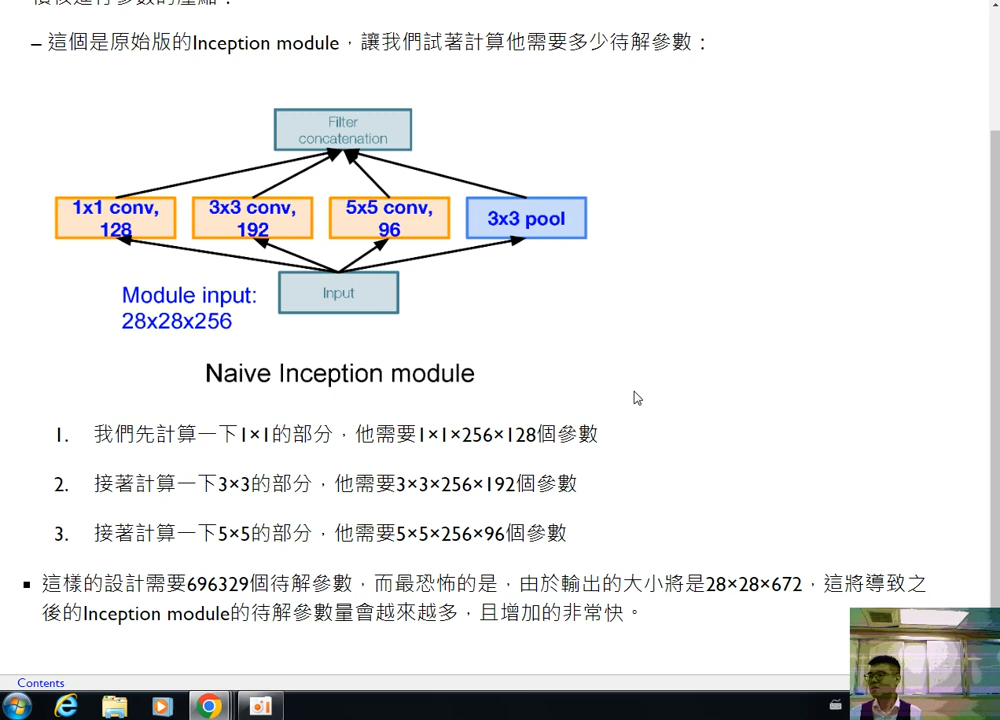 – 這個是原始版的Inception module，讓我們試著計算他需要多少待解參數：
Filter
concatenation
1x1 conv,
128
3x3 conv,
192
5x5 conv,
96
3x3 pool
Module input:
28x28x256
Input
Naive Inception module
1. 我們先計算一下1×1的部分，他需要1×1×256×128個參數
2. 接著計算一下3×3的部分，他需要3×3×256×192個參數
3. 接著計算一下5×5的部分，他需要5×5×256×96個參數
▪ 這樣的設計需要696329個待解參數，而最恐怖的是，由於輸出的大小將是28×28×672，這將導致之
後的Inception module的待解參數量會越來越多，且增加的非常快。
Contents